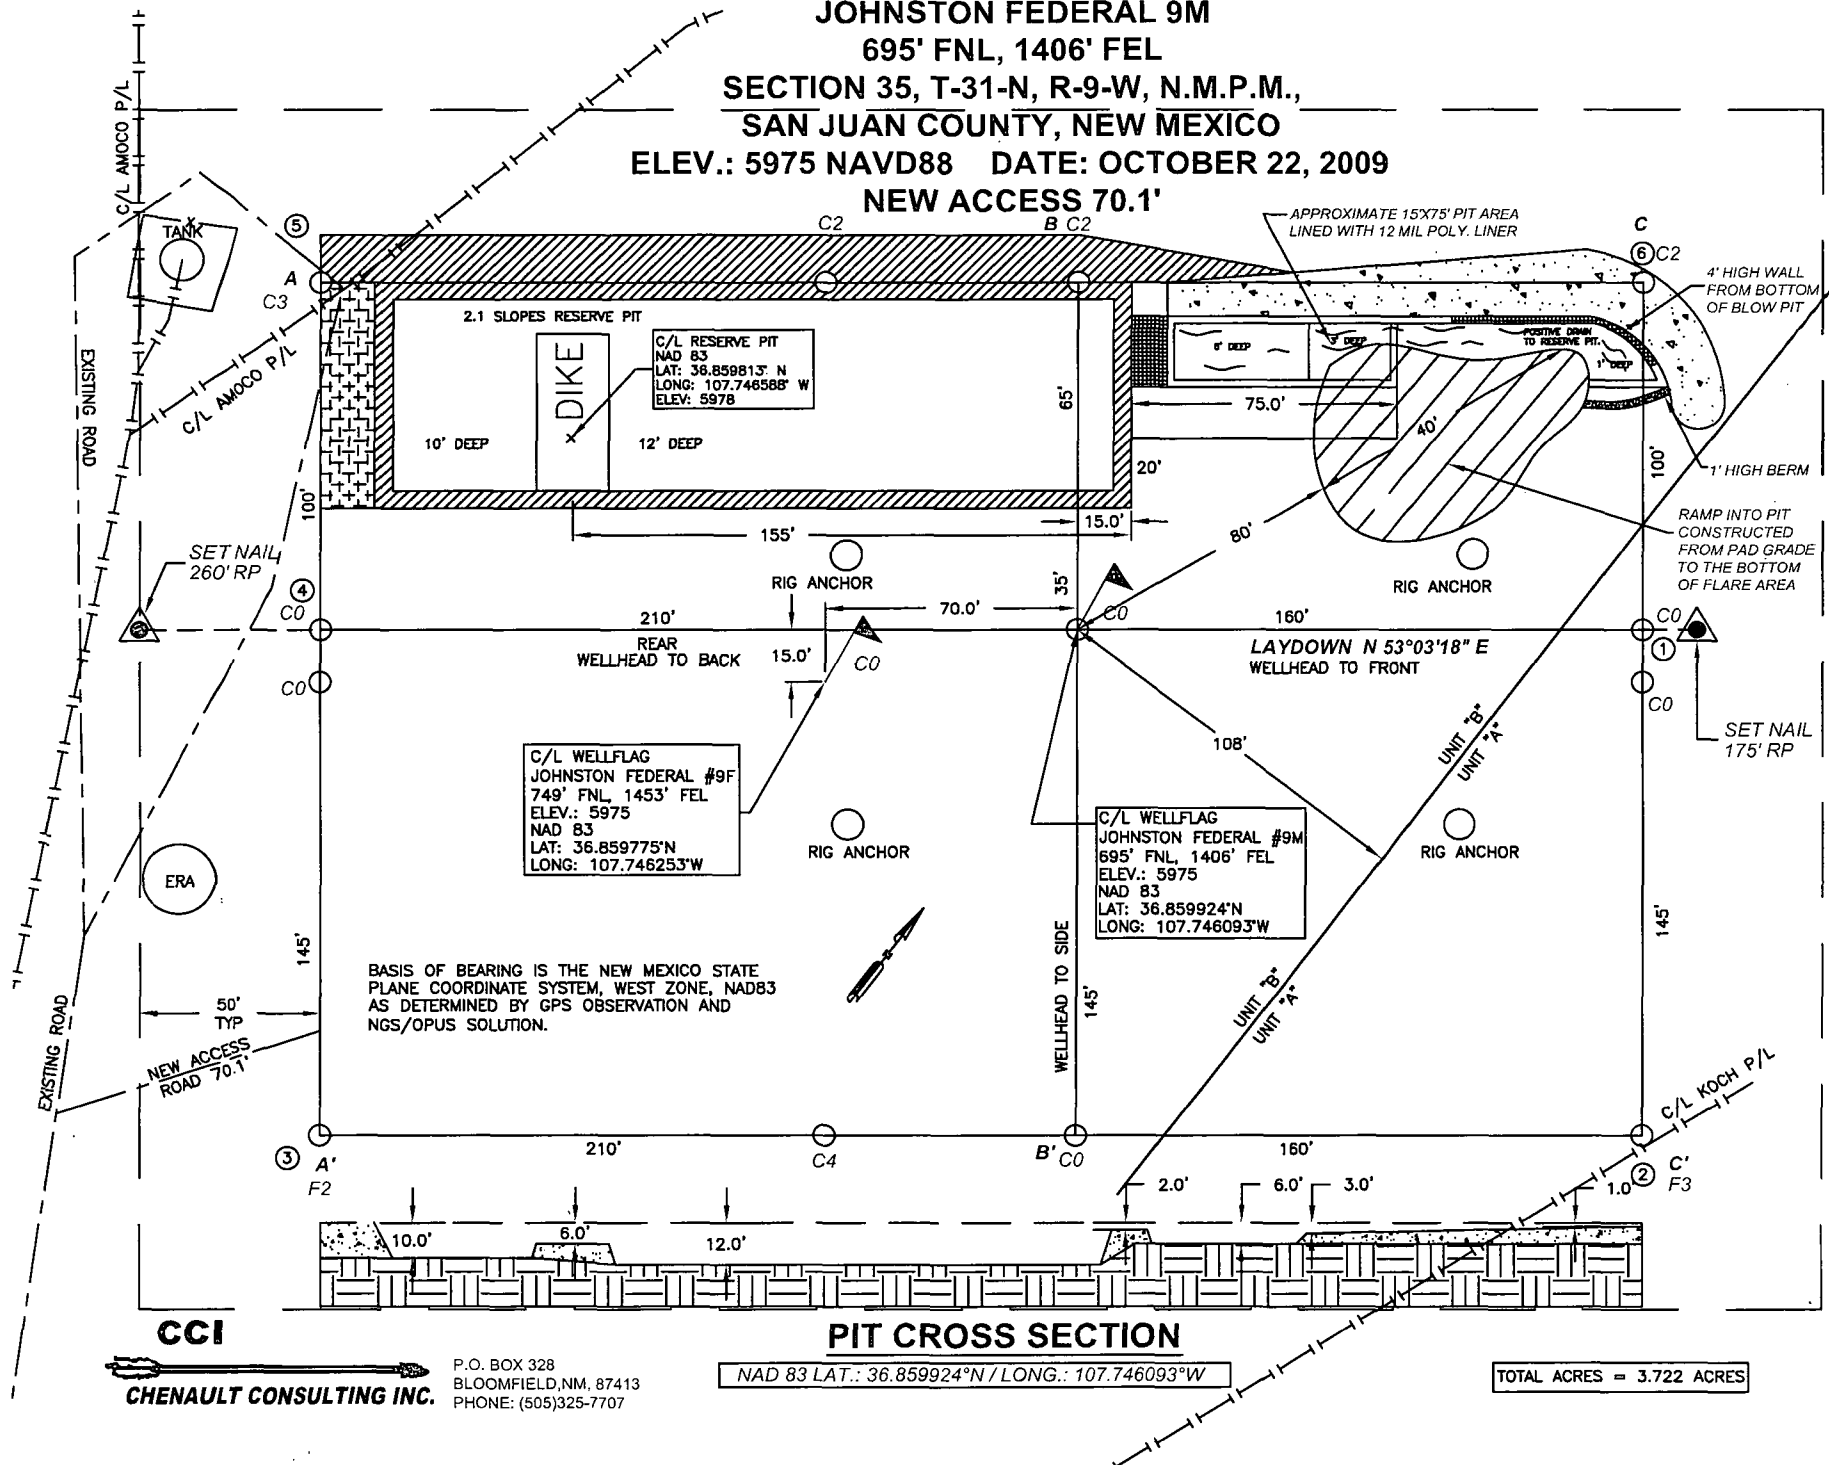 JOHNSTON FEDERAL 9M
695' FNL, 1406' FEL
SECTION 35, T-31-N, R-9-W, N.M.P.M.,
SAN JUAN COUNTY, NEW MEXICO
ELEV.: 5975 NAVD88 DATE: OCTOBER 22, 2009
NEW ACCESS 70.1'
C/L AMOCO P/L
TANK
5
A
C3
C2
B C2
C
6 C2
APPROXIMATE 15'X75' PIT AREA
LINED WITH 12 MIL POLY. LINER
4' HIGH WALL
FROM BOTTOM
OF BLOW PIT
2.1 SLOPES RESERVE PIT
DIKE
C/L RESERVE PIT
NAD 83
LAT: 36.859813° N
LONG: 107.746588° W
ELEV: 5978
10' DEEP
12' DEEP
6' DEEP
3' DEEP
POSITIVE DRAIN
TO RESERVE PIT.
1' DEEP
EXISTING ROAD
C/L AMOCO P/L
65'
75.0'
40'
20'
100'
100'
1' HIGH BERM
RAMP INTO PIT
CONSTRUCTED
FROM PAD GRADE
TO THE BOTTOM
OF FLARE AREA
15.0'
155'
80'
SET NAIL
260' RP
RIG ANCHOR
RIG ANCHOR
35'
4
C0
210'
REAR
WELLHEAD TO BACK
70.0'
15.0'
C0
C0
160'
LAYDOWN N 53°03'18" E
WELLHEAD TO FRONT
C0
1
C0
C0
SET NAIL
175' RP
108'
UNIT "B"
UNIT "A"
C/L WELLFLAG
JOHNSTON FEDERAL #9F
749' FNL, 1453' FEL
ELEV.: 5975
NAD 83
LAT: 36.859775°N
LONG: 107.746253°W
C/L WELLFLAG
JOHNSTON FEDERAL #9M
695' FNL, 1406' FEL
ELEV.: 5975
NAD 83
LAT: 36.859924°N
LONG: 107.746093°W
RIG ANCHOR
RIG ANCHOR
ERA
145'
WELLHEAD TO SIDE
145'
145'
BASIS OF BEARING IS THE NEW MEXICO STATE
PLANE COORDINATE SYSTEM, WEST ZONE, NAD83
AS DETERMINED BY GPS OBSERVATION AND
NGS/OPUS SOLUTION.
UNIT "B"
UNIT "A"
50'
TYP
EXISTING ROAD
NEW ACCESS
ROAD 70.1'
C/L KOCH P/L
3
A'
F2
210'
C4
B' C0
160'
2
C'
F3
10.0'
6.0'
12.0'
2.0'
6.0'
3.0'
1.0'
PIT CROSS SECTION
CCI
CHENAULT CONSULTING INC.
P.O. BOX 328
BLOOMFIELD,NM, 87413
PHONE: (505)325-7707
NAD 83 LAT.: 36.859924°N / LONG.: 107.746093°W
TOTAL ACRES = 3.722 ACRES